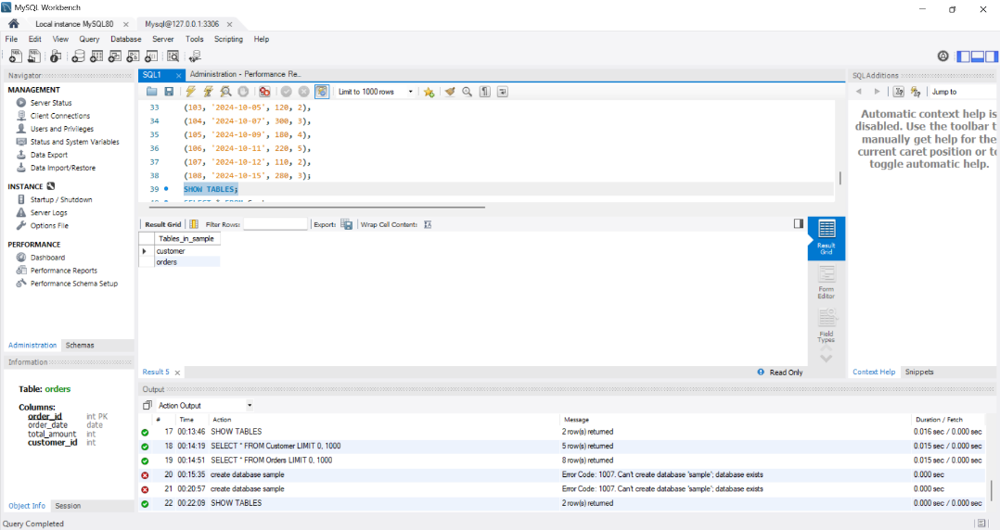 MySQL Workbench
Local instance MySQL80 ×
Mysql@127.0.0.1:3306 ×
File Edit View Query Database Server Tools Scripting Help
Navigator
MANAGEMENT
Server Status
Client Connections
Users and Privileges
Status and System Variables
Data Export
Data Import/Restore
INSTANCE
Startup / Shutdown
Server Logs
Options File
PERFORMANCE
Dashboard
Performance Reports
Performance Schema Setup
Administration Schemas
Information
Table: orders
Columns:
order_id int PK
order_date date
total_amount int
customer_id int
Object Info Session
SQL1 × Administration - Performance Re..
Limit to 1000 rows
33 (103, '2024-10-05', 120, 2),
34 (104, '2024-10-07', 300, 3),
35 (105, '2024-10-09', 180, 4),
36 (106, '2024-10-11', 220, 5),
37 (107, '2024-10-12', 110, 2),
38 (108, '2024-10-15', 280, 3);
39 SHOW TABLES;
Result Grid Filter Rows: Export: Wrap Cell Content:
Tables_in_sample
customer
orders
Result
Grid
Form
Editor
Field
Types
Result 5 × Read Only
SQLAdditions
Jump to
Automatic context help is
disabled. Use the toolbar t
manually get help for the
current caret position or to
toggle automatic help.
Context Help Snippets
Output
Action Output
# Time Action Message Duration / Fetch
17 00:13:46 SHOW TABLES 2 row(s) returned 0.016 sec / 0.000 sec
18 00:14:19 SELECT * FROM Customer LIMIT 0, 1000 5 row(s) returned 0.015 sec / 0.000 sec
19 00:14:51 SELECT * FROM Orders LIMIT 0, 1000 8 row(s) returned 0.015 sec / 0.000 sec
20 00:15:35 create database sample Error Code: 1007. Can't create database 'sample'; database exists 0.000 sec
21 00:20:57 create database sample Error Code: 1007. Can't create database 'sample'; database exists 0.000 sec
22 00:22:09 SHOW TABLES 2 row(s) returned 0.000 sec / 0.000 sec
Query Completed